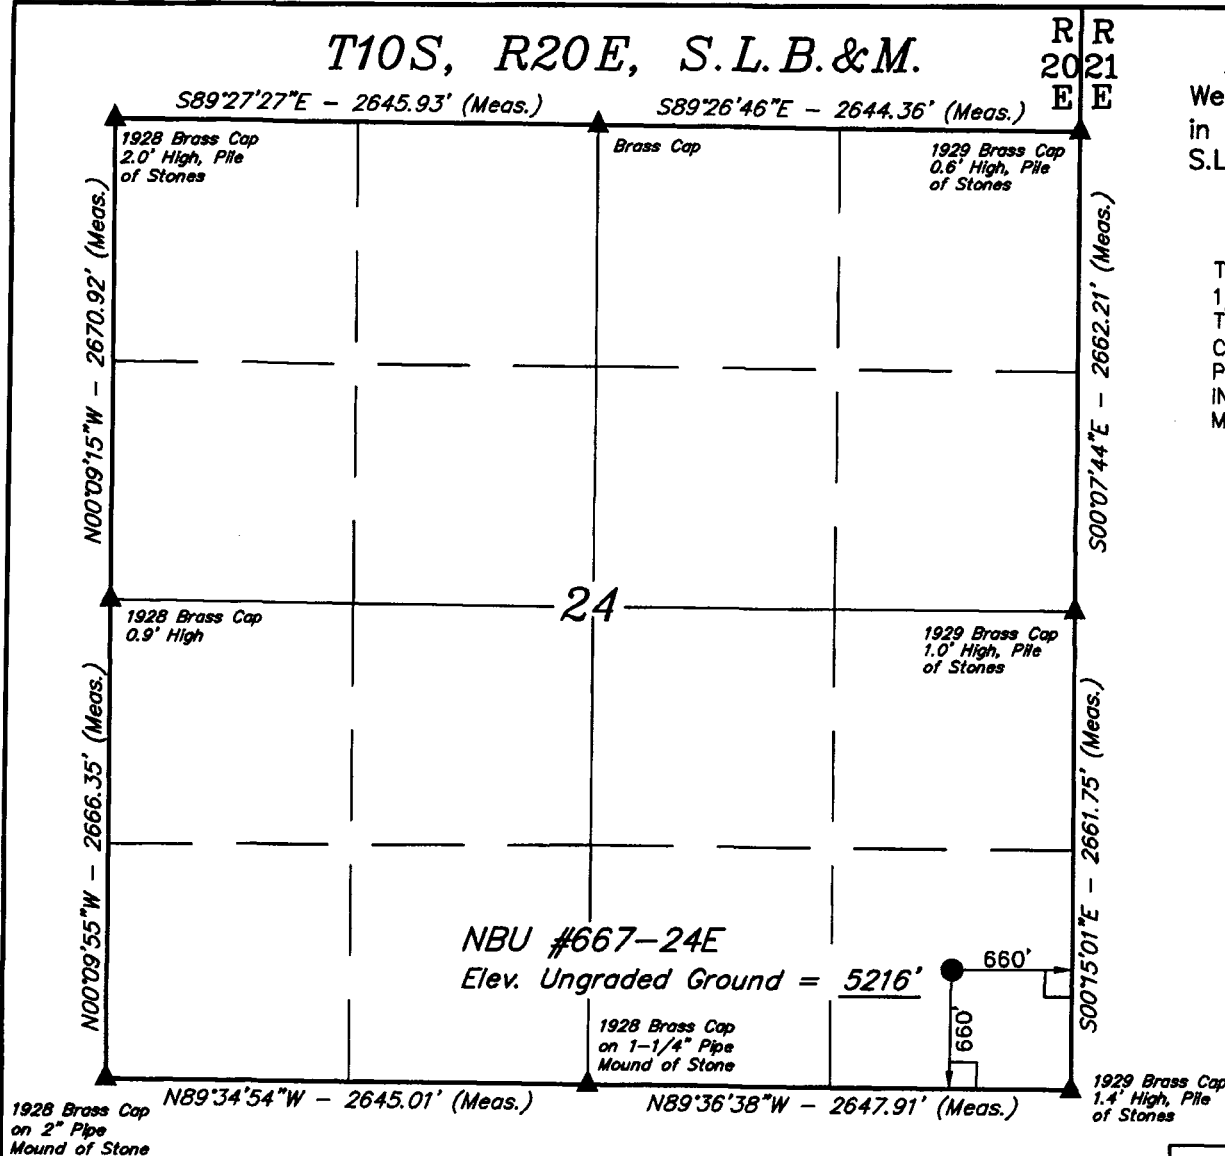 T10S, R20E, S.L.B.&M.
R R
20 21
E E
S89°27'27"E - 2645.93' (Meas.)
S89°26'46"E - 2644.36' (Meas.)
We
in
S.L
1928 Brass Cap
2.0' High, Pile
of Stones
Brass Cap
1929 Brass Cap
0.6' High, Pile
of Stones
N00°09'15"W - 2670.92' (Meas.)
S00°07'44"E - 2662.21' (Meas.)
T
1
T
C
P
IN
M
24
1928 Brass Cap
0.9' High
1929 Brass Cap
1.0' High, Pile
of Stones
N00°09'55"W - 2666.35' (Meas.)
S00°15'01"E - 2661.75' (Meas.)
NBU #667-24E
Elev. Ungraded Ground = 5216'
660'
660'
1928 Brass Cap
on 1-1/4" Pipe
Mound of Stone
N89°34'54"W - 2645.01' (Meas.)
N89°36'38"W - 2647.91' (Meas.)
1928 Brass Cap
on 2" Pipe
Mound of Stone
1929 Brass Cap
1.4' High, Pile
of Stones